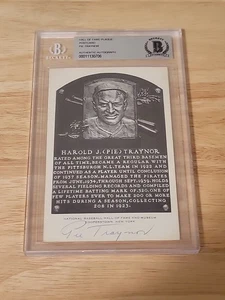 BECKETT
HAROLD J. (PIE) TRAYNOR
RATED AMONG THE GREAT THIRD BASEMEN
OF ALL TIME, BECAME A REGULAR WITH
THE PITTSBURGH N.L. TEAM IN 1922 AND
CONTINUED AS A PLAYER UNTIL CONCLUSION
OF 1937 SEASON. MANAGED THE PIRATES
FROM JUNE, 1934, THROUGH SEPT. 1939. HOLDS
SEVERAL FIELDING RECORDS AND COMPILED
A LIFETIME BATTING MARK OF .320. ONE OF
FEW PLAYERS EVER TO MAKE 200 OR MORE
HITS DURING A SEASON, COLLECTING
208 IN 1923.
NATIONAL BASEBALL HALL OF FAME AND MUSEUM
COOPERSTOWN, NEW YORK
Pie Traynor